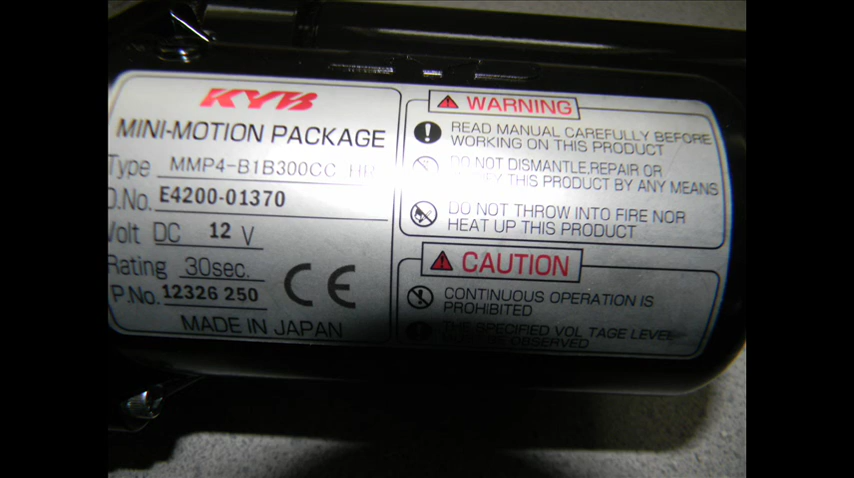 KYB
MINI-MOTION PACKAGE
Type MMP4-B1B300CC
D.No. E4200-01370
Volt DC 12 V
Rating 30sec.
P.No. 12326 250
CE
MADE IN JAPAN
WARNING
READ MANUAL CAREFULLY BEFORE
WORKING ON THIS PRODUCT
DO NOT DISMANTLE,REPAIR OR
THIS PRODUCT BY ANY MEANS
DO NOT THROW INTO FIRE NOR
HEAT UP THIS PRODUCT
CAUTION
CONTINUOUS OPERATION IS
PROHIBITED
THE SPECIFIED VOL TAGE LEVEL
OBSERVED